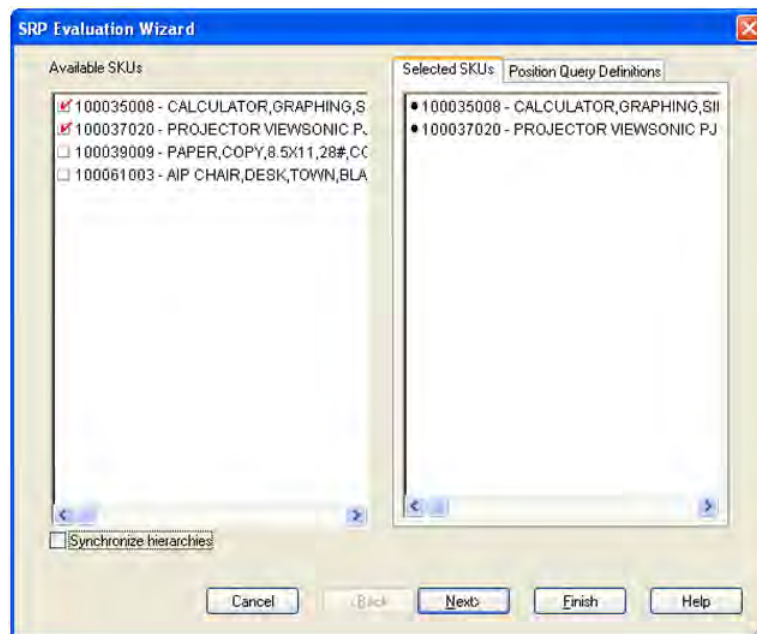 SRP Evaluation Wizard
Available SKUs
100035008 - CALCULATOR,GRAPHING,S
100037020 - PROJECTOR VIEWSONIC PJ
100039009 - PAPER,COPY,8.5X11,28#,CC
100061003 - AIP CHAIR,DESK,TOWN,BLA
Synchronize hierarchies
Selected SKUs
Position Query Definitions
100035008 - CALCULATOR,GRAPHING,SII
100037020 - PROJECTOR VIEWSONIC PJ
Cancel
<Back
Next>
Finish
Help